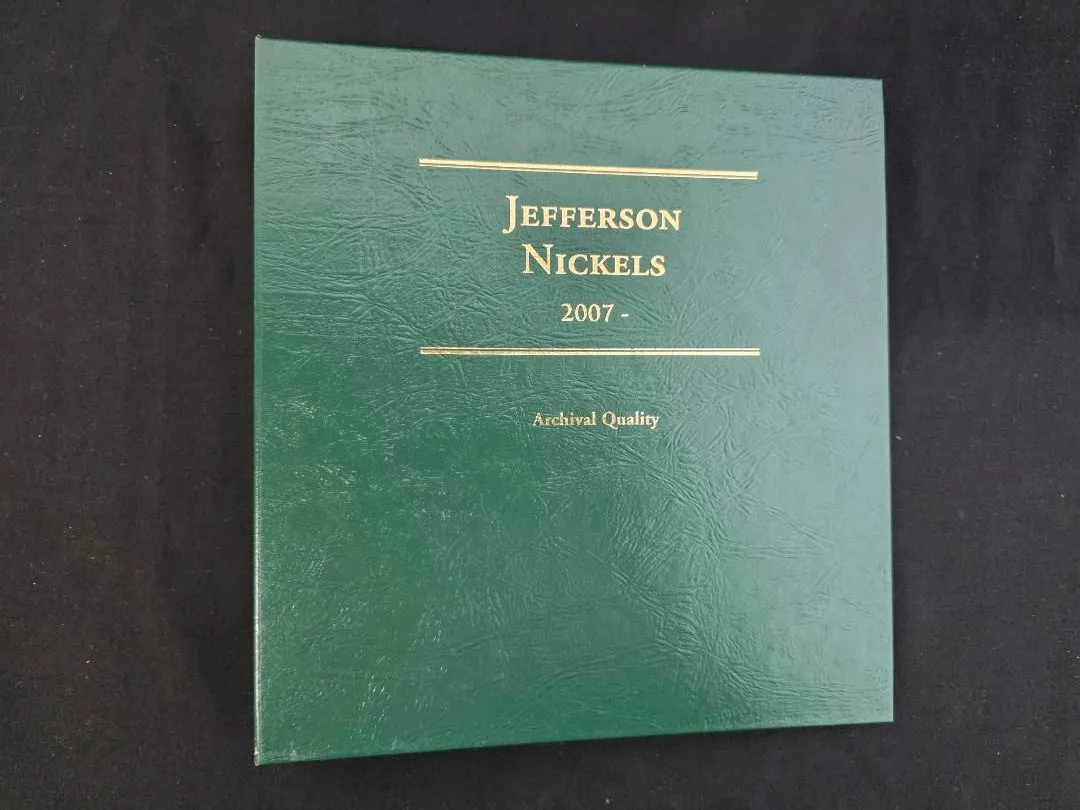 Jefferson
Nickels
2007 -
Archival Quality